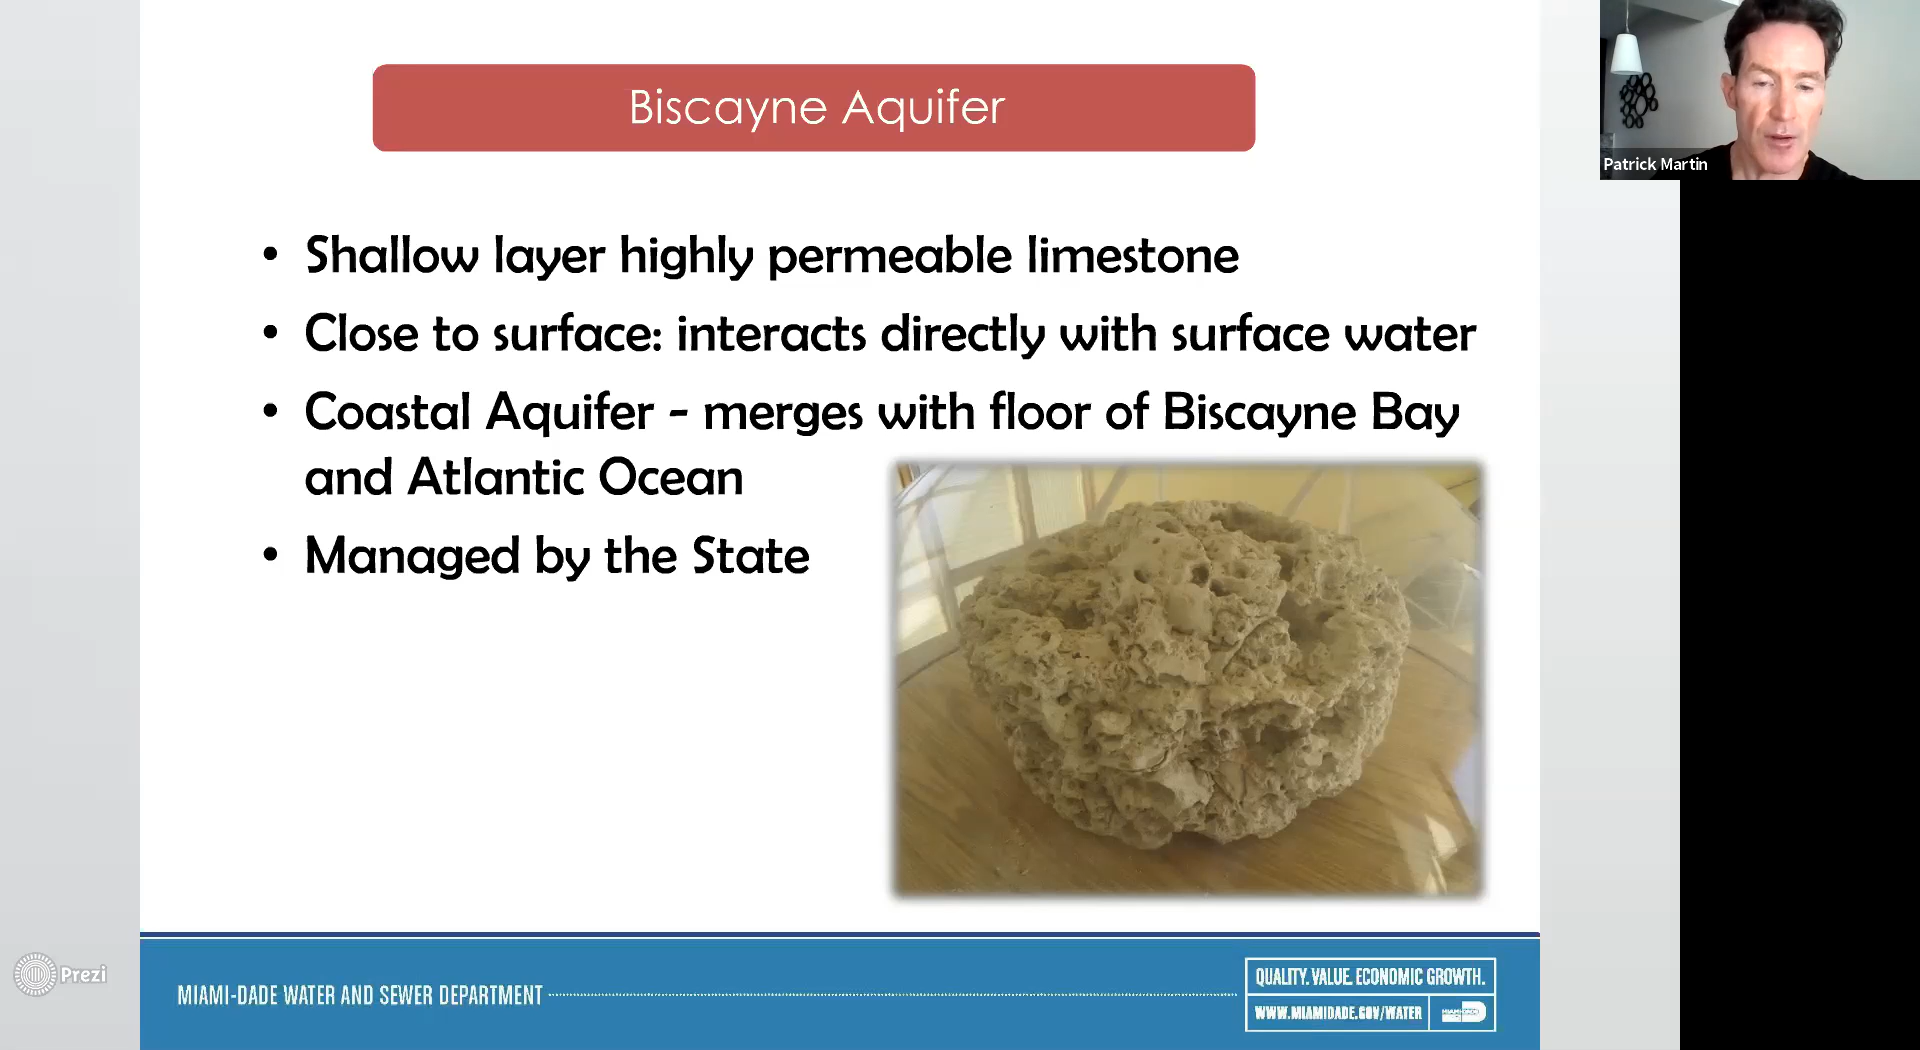 Biscayne Aquifer
Patrick Martin
• Shallow layer highly permeable limestone
• Close to surface: interacts directly with surface water
• Coastal Aquifer - merges with floor of Biscayne Bay
and Atlantic Ocean
• Managed by the State
Prezi
MIAMI-DADE WATER AND SEWER DEPARTMENT
QUALITY. VALUE. ECONOMIC GROWTH.
WWW.MIAMIDADE.GOV/WATER
MIAMI-DADE